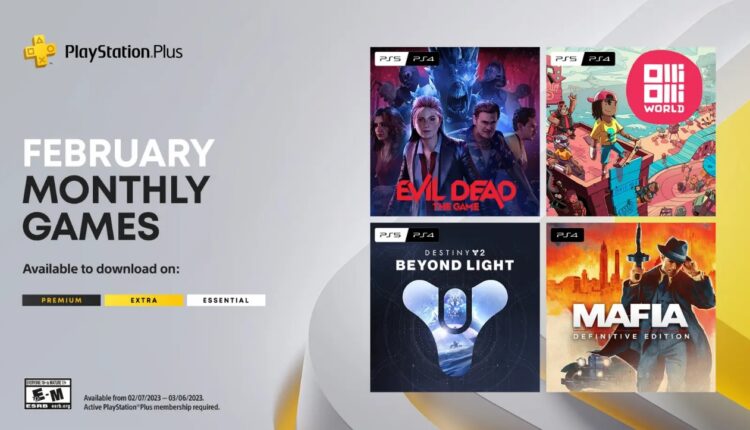 PlayStation.Plus
FEBRUARY
MONTHLY
GAMES
Available to download on:
PREMIUM
EXTRA
ESSENTIAL
EVERYONE 10+ to MATURE 17+
E-M
ESRB esrb.org
Available from 02/07/2023 — 03/06/2023.
Active PlayStation®Plus membership required.
PS5 PS4
EVIL DEAD
THE GAME
PS5 PS4
Olli
Olli
WORLD
PS5 PS4
DESTINY 2
BEYOND LIGHT
PS4
MAFIA
DEFINITIVE EDITION